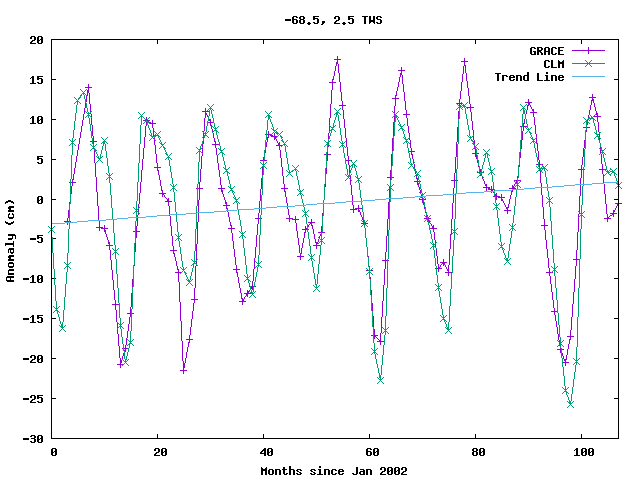 -68.5, 2.5 TWS
GRACE
CLM
Trend Line
20
15
10
5
0
-5
-10
-15
-20
-25
-30
Anomaly (cm)
0 20 40 60 80 100
Months since Jan 2002